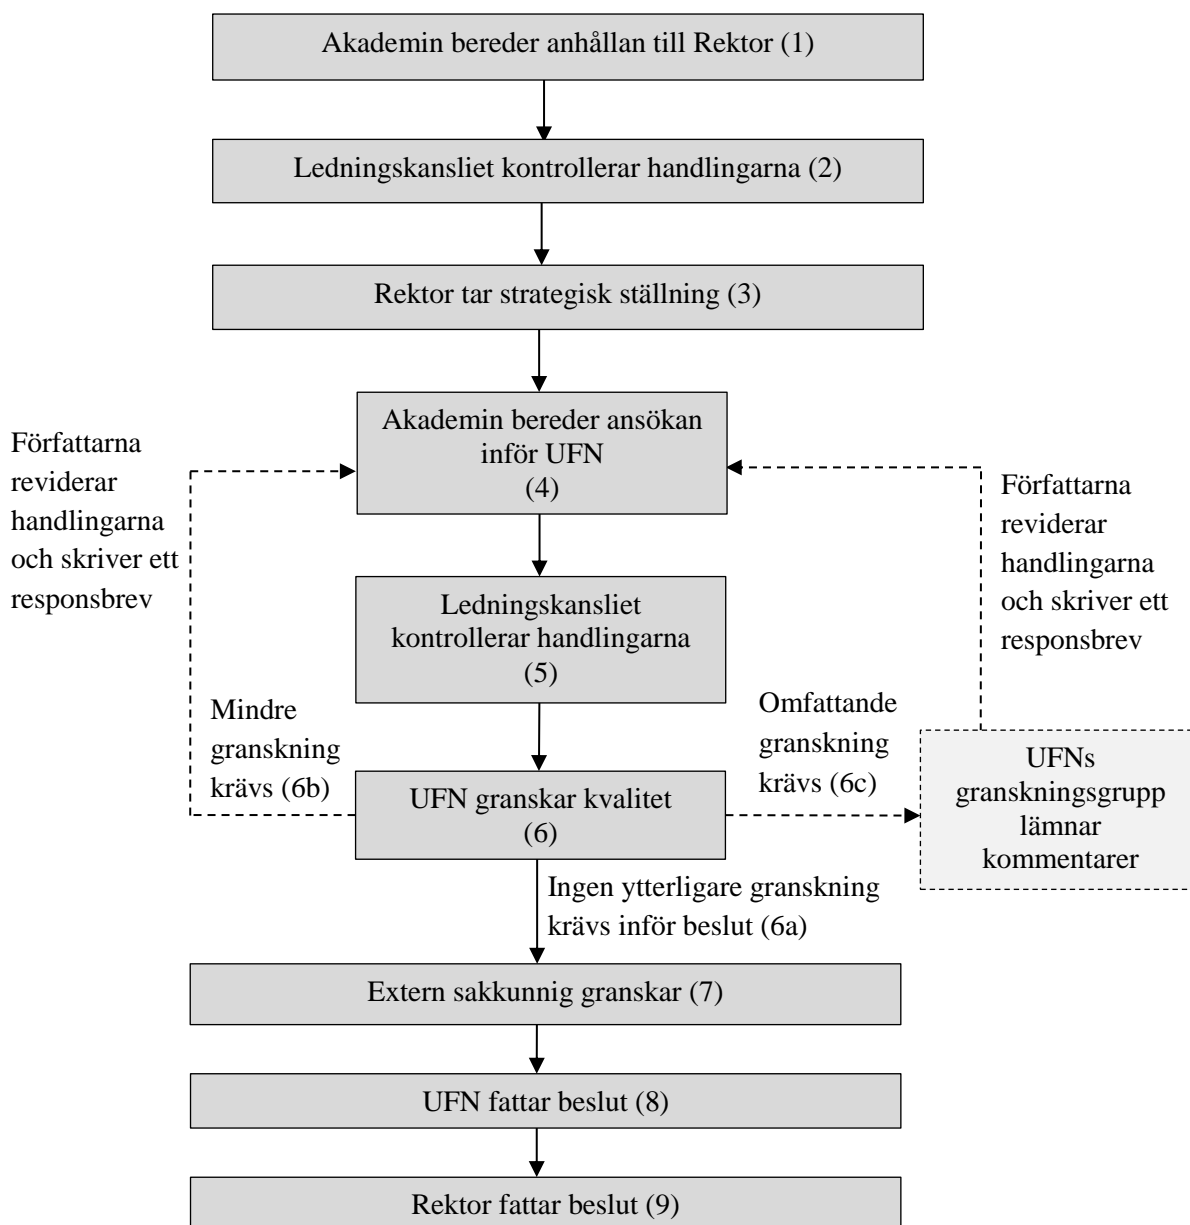 Akademin bereder anhållan till Rektor (1)
Ledningskansliet kontrollerar handlingarna (2)
Rektor tar strategisk ställning (3)
Akademin bereder ansökan
inför UFN
(4)
Författarna
reviderar
handlingarna
och skriver ett
responsbrev
Författarna
reviderar
handlingarna
och skriver ett
responsbrev
Ledningskansliet
kontrollerar handlingarna
(5)
Mindre
granskning
krävs (6b)
Omfattande
granskning
krävs (6c)
UFN granskar kvalitet
(6)
UFNs
granskningsgrupp
lämnar
kommentarer
Ingen ytterligare granskning
krävs inför beslut (6a)
Extern sakkunnig granskar (7)
UFN fattar beslut (8)
Rektor fattar beslut (9)